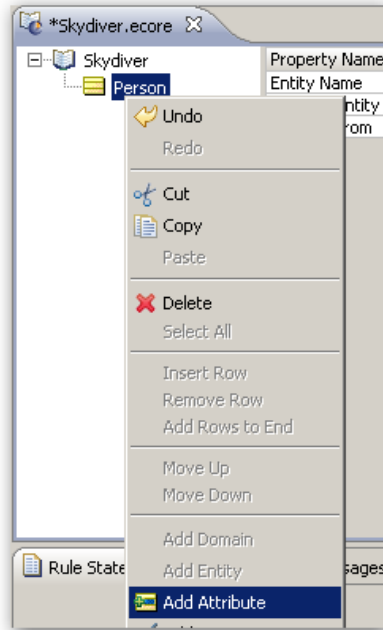 *Skydiver.ecore
Skydiver
Property Name
Person
Entity Name
ntity
rom
Undo
Redo
Cut
Copy
Paste
Delete
Select All
Insert Row
Remove Row
Add Rows to End
Move Up
Move Down
Add Domain
Add Entity
Rule State
sages
Add Attribute